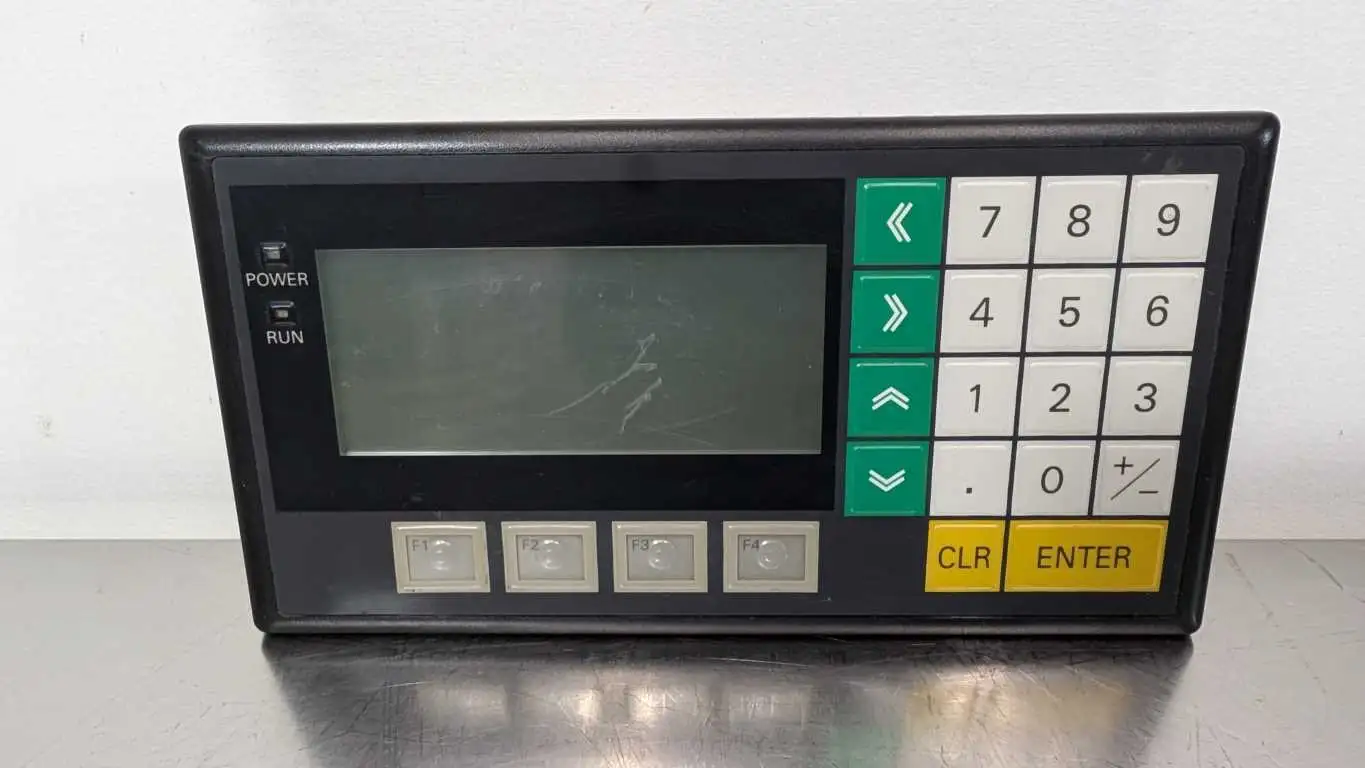 POWER
RUN
« 7 8 9
» 4 5 6
1 2 3
. 0 +/−
F1 F2 F3 F4
CLR ENTER